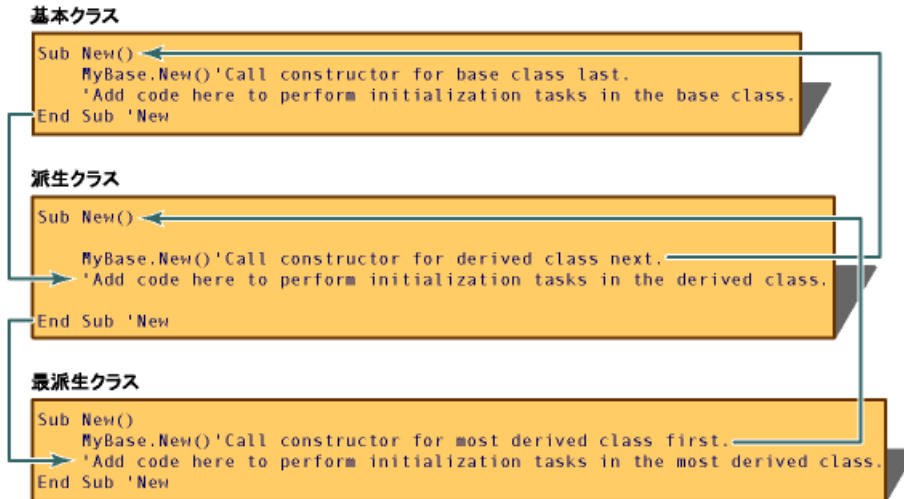 基本クラス
Sub New()
MyBase.New()'Call constructor for base class last.
'Add code here to perform initialization tasks in the base class.
End Sub 'New
派生クラス
Sub New()
MyBase.New()'Call constructor for derived class next.
'Add code here to perform initialization tasks in the derived class.
End Sub 'New
最派生クラス
Sub New()
MyBase.New()'Call constructor for most derived class first.
'Add code here to perform initialization tasks in the most derived class.
End Sub 'New